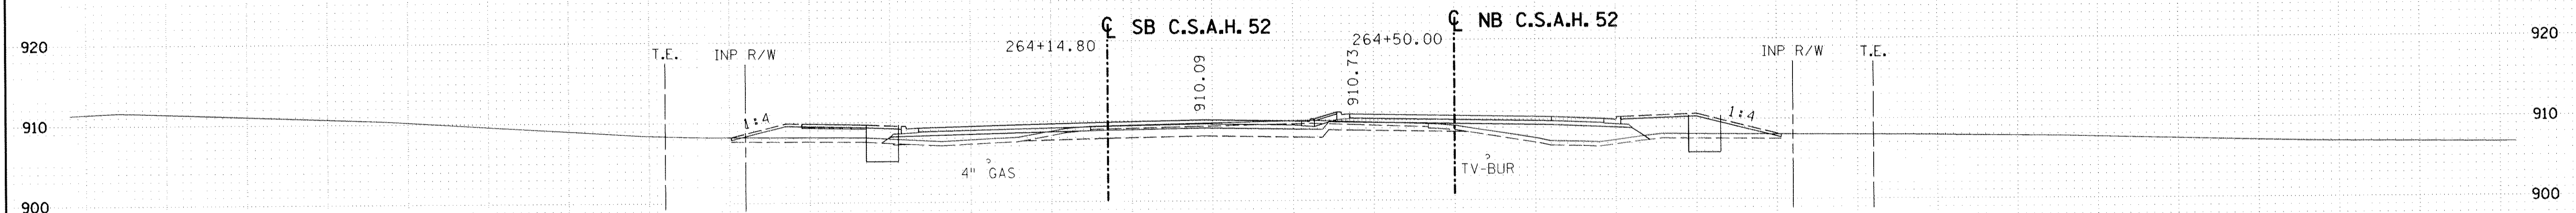 ℄ SB C.S.A.H. 52
℄ NB C.S.A.H. 52
920
T.E.
INP R/W
264+14.80
910.09
264+50.00
910.73
INP R/W
T.E.
920
910
1:4
1:4
910
4" GAS
TV-BUR
900
900